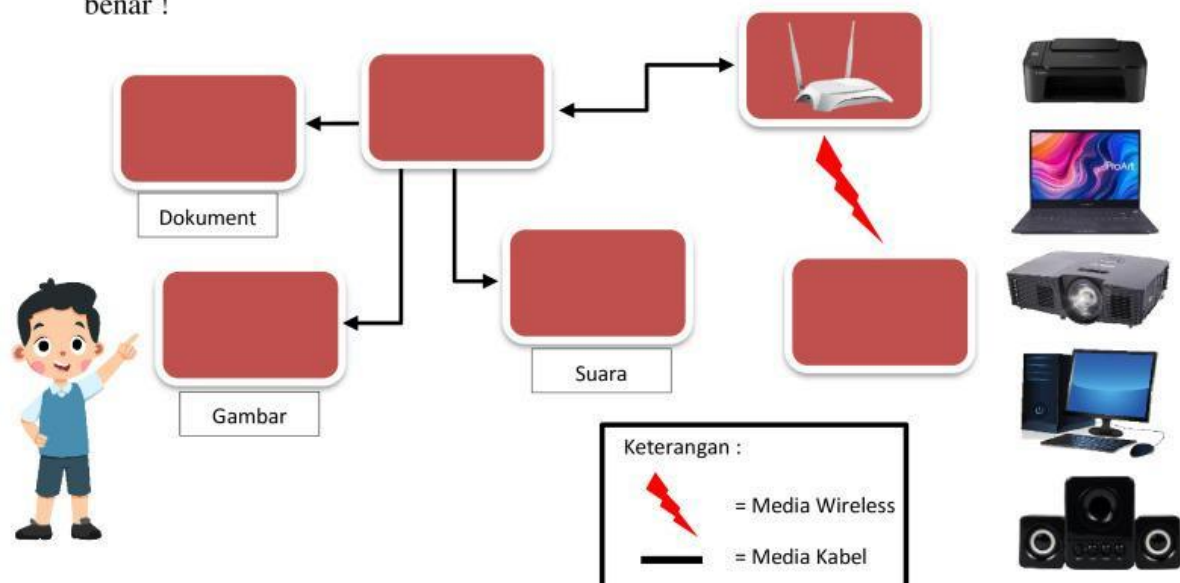 benar !
Dokument
ProArt
Suara
Gambar
Keterangan :
= Media Wireless
= Media Kabel